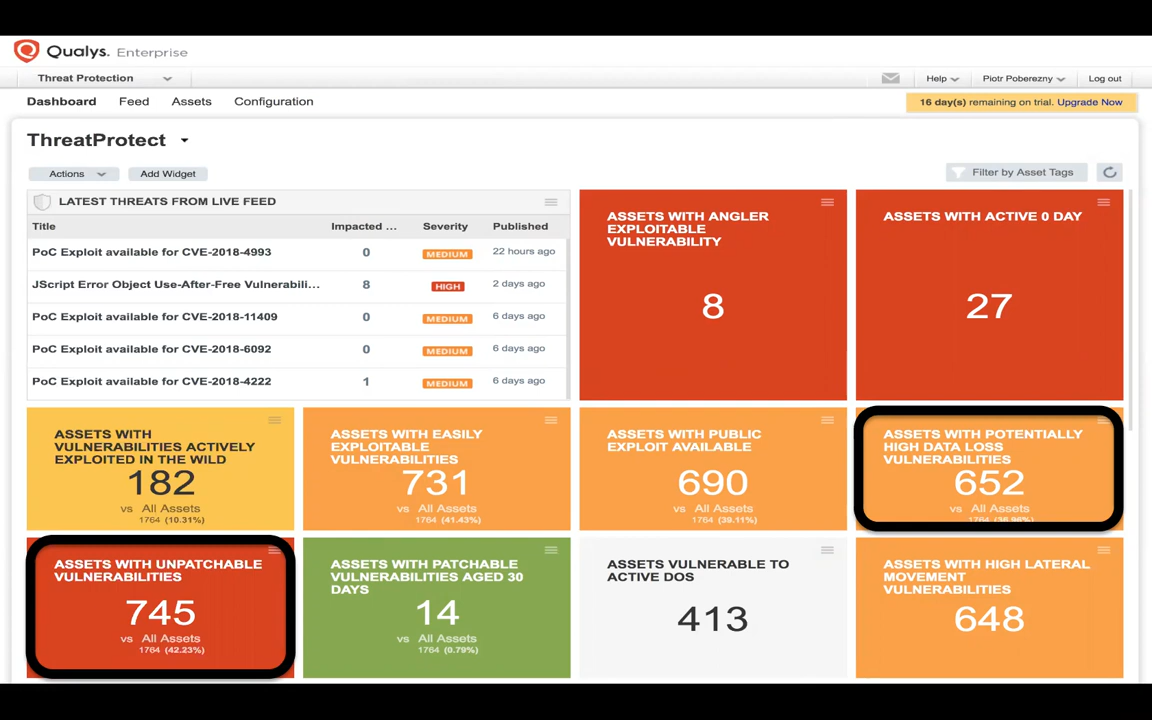 Qualys. Enterprise
Threat Protection
Help
Piotr Poberezny
Log out
Dashboard Feed Assets Configuration
16 day(s) remaining on trial. Upgrade Now
ThreatProtect
Actions
Add Widget
Filter by Asset Tags
LATEST THREATS FROM LIVE FEED
Title Impacted ... Severity Published
PoC Exploit available for CVE-2018-4993 0 MEDIUM 22 hours ago
JScript Error Object Use-After-Free Vulnerabili... 8 HIGH 2 days ago
PoC Exploit available for CVE-2018-11409 0 MEDIUM 6 days ago
PoC Exploit available for CVE-2018-6092 0 MEDIUM 6 days ago
PoC Exploit available for CVE-2018-4222 1 MEDIUM 6 days ago
ASSETS WITH ANGLER
EXPLOITABLE
VULNERABILITY
8
ASSETS WITH ACTIVE 0 DAY
27
ASSETS WITH
VULNERABILITIES ACTIVELY
EXPLOITED IN THE WILD
182
vs All Assets
1764 (10.31%)
ASSETS WITH EASILY
EXPLOITABLE
VULNERABILITIES
731
vs All Assets
1764 (41.43%)
ASSETS WITH PUBLIC
EXPLOIT AVAILABLE
690
vs All Assets
1764 (39.11%)
ASSETS WITH POTENTIALLY
HIGH DATA LOSS
VULNERABILITIES
652
vs All Assets
1764 (36.96%)
ASSETS WITH UNPATCHABLE
VULNERABILITIES
745
vs All Assets
1764 (42.23%)
ASSETS WITH PATCHABLE
VULNERABILITIES AGED 30
DAYS
14
vs All Assets
1764 (0.79%)
ASSETS VULNERABLE TO
ACTIVE DOS
413
ASSETS WITH HIGH LATERAL
MOVEMENT
VULNERABILITIES
648